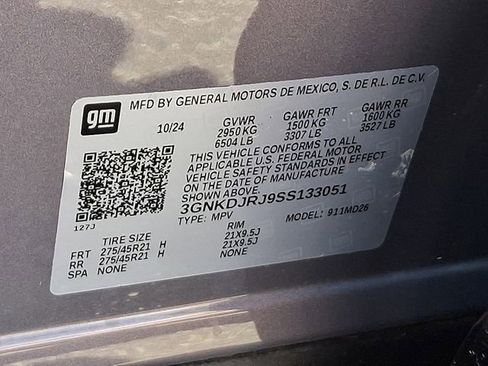 gm
MFD BY GENERAL MOTORS DE MEXICO, S. DE R.L. DE C.V.
10/24 GVWR GAWR FRT GAWR RR
2950 KG 1500 KG 1600 KG
6504 LB 3307 LB 3527 LB
THIS VEHICLE CONFORMS TO ALL
APPLICABLE U.S. FEDERAL MOTOR
VEHICLE SAFETY STANDARDS IN EFFECT
ON THE DATE OF MANUFACTURE
SHOWN ABOVE.
3GNKDJRJ9SS133051
TYPE: MPV MODEL: 911MD26
127J
TIRE SIZE RIM
FRT 275/45R21 H 21X9.5J
RR 275/45R21 H 21X9.5J
SPA NONE NONE